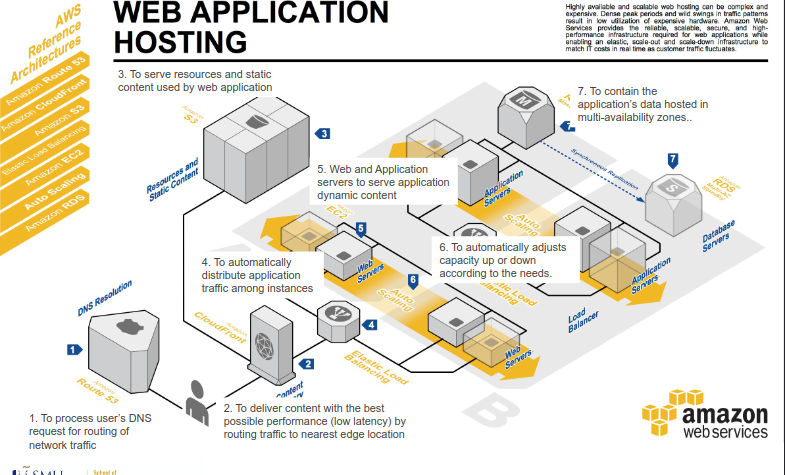 AWS
Reference
Architectures
Amazon Route 53
Amazon CloudFront
Amazon S3
Elastic Load Balancing
Amazon EC2
Auto Scaling
Amazon RDS
WEB APPLICATION
HOSTING
Highly available and scalable web hosting can be complex and
expensive. Dense peak periods and wild swings in traffic patterns
result in low utilization of expensive hardware. Amazon Web
Services provides the reliable, scalable, secure, and high-
performance infrastructure required for web applications while
enabling an elastic, scale-out and scale-down infrastructure to
match IT costs in real time as customer traffic fluctuates.
3. To serve resources and static
content used by web application
Amazon
S3
3
Resources and
Static Content
7. To contain the
application's data hosted in
multi-availability zones..
M
7
Synchronous Replication
7
S
RDS
Database
Servers
5. Web and Application
servers to serve application
dynamic content
Application
Servers
Auto
Scaling
EC2
5
Web
Servers
4. To automatically
distribute application
traffic among instances
6. To automatically adjusts
capacity up or down
according to the needs.
6
Auto
Scaling
Elastic Load
Balancing
Application
Servers
Load
Balancer
DNS Resolution
1
Amazon
Route 53
Amazon
CloudFront
2
Content
4
Elastic Load
Balancing
Web
Servers
B
1. To process user's DNS
request for routing of
network traffic
2. To deliver content with the best
possible performance (low latency) by
routing traffic to nearest edge location
amazon
web services
SMU
School of